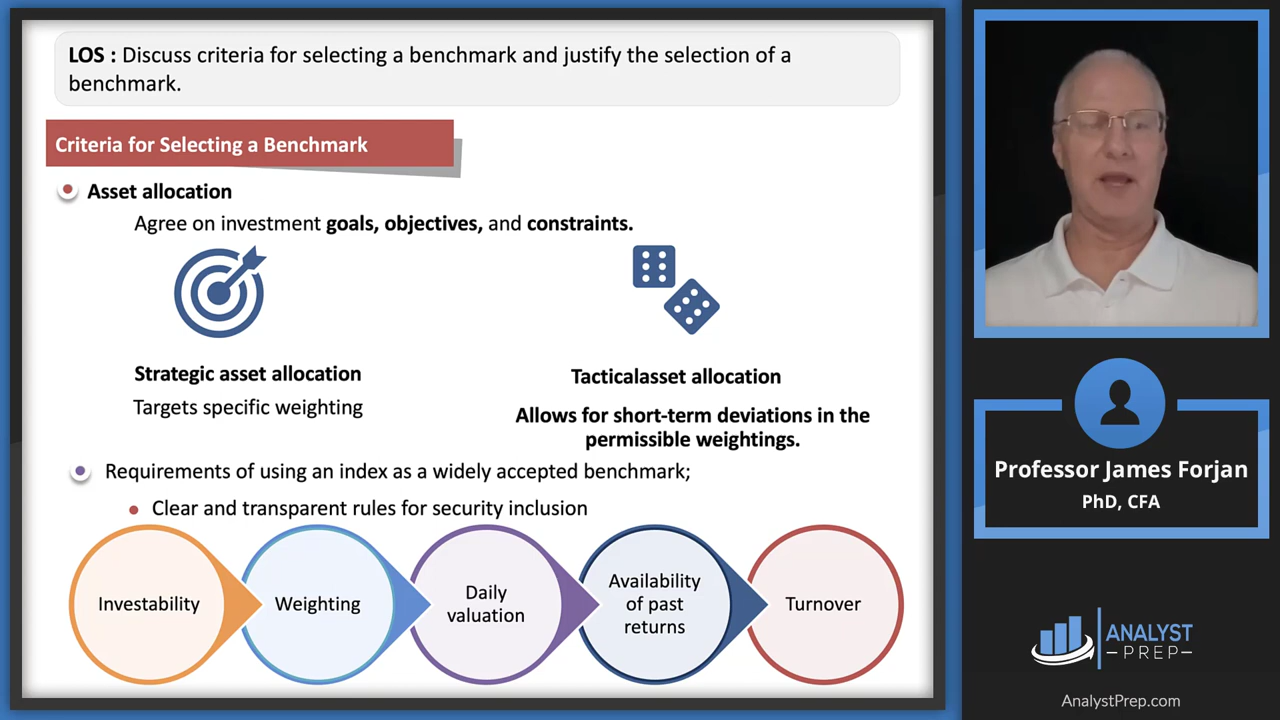 LOS : Discuss criteria for selecting a benchmark and justify the selection of a
benchmark.
Criteria for Selecting a Benchmark
Asset allocation
Agree on investment goals, objectives, and constraints.
Strategic asset allocation
Targets specific weighting
Tacticalasset allocation
Allows for short-term deviations in the
permissible weightings.
Requirements of using an index as a widely accepted benchmark;
Clear and transparent rules for security inclusion
Investability
Weighting
Daily
valuation
Availability
of past
returns
Turnover
Professor James Forjan
PhD, CFA
ANALYST
PREP
AnalystPrep.com